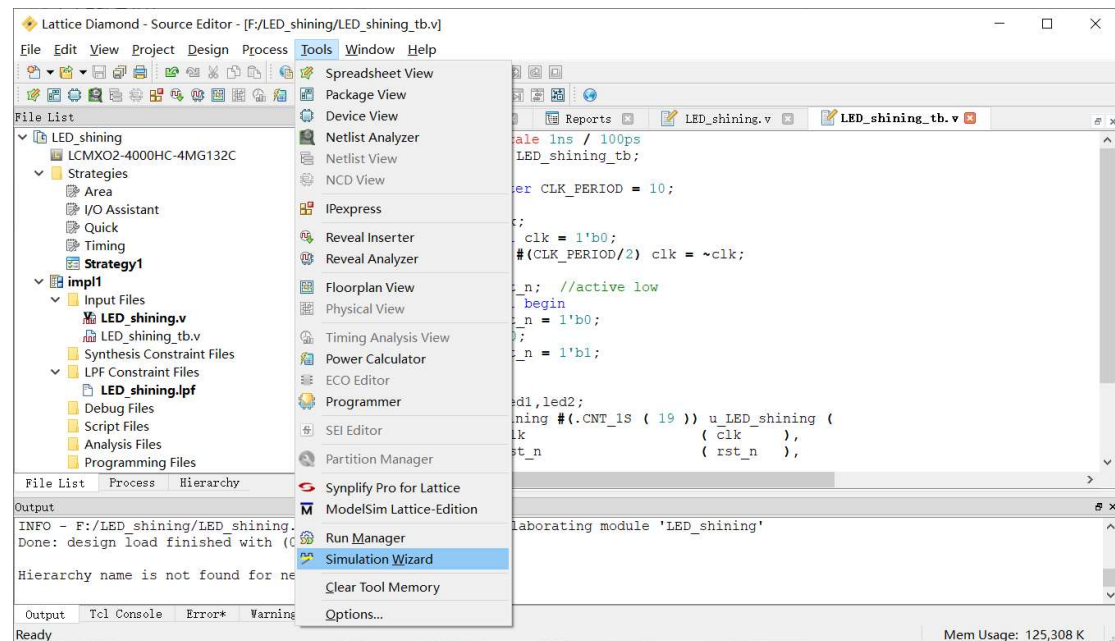 Lattice Diamond - Source Editor - [F:/LED_shining/LED_shining_tb.v]
File Edit View Project Design Process Tools Window Help
File List
LED_shining
LCMXO2-4000HC-4MG132C
Strategies
Area
I/O Assistant
Quick
Timing
Strategy1
impl1
Input Files
LED_shining.v
LED_shining_tb.v
Synthesis Constraint Files
LPF Constraint Files
LED_shining.lpf
Debug Files
Script Files
Analysis Files
Programming Files
File List Process Hierarchy
Spreadsheet View
Package View
Device View
Netlist Analyzer
Netlist View
NCD View
IPexpress
Reveal Inserter
Reveal Analyzer
Floorplan View
Physical View
Timing Analysis View
Power Calculator
ECO Editor
Programmer
SEI Editor
Partition Manager
Synplify Pro for Lattice
ModelSim Lattice-Edition
Run Manager
Simulation Wizard
Clear Tool Memory
Options...
Reports LED_shining.v LED_shining_tb.v
ale 1ns / 100ps
LED_shining_tb;
er CLK_PERIOD = 10;
;
clk = 1'b0;
#(CLK_PERIOD/2) clk = ~clk;
_n; //active low
begin
_n = 1'b0;
);
_n = 1'b1;
ed1,led2;
ning #(.CNT_1S ( 19 )) u_LED_shining (
lk ( clk ),
st_n ( rst_n ),
Output
INFO - F:/LED_shining/LED_shining. laborating module 'LED_shining'
Done: design load finished with (0
Hierarchy name is not found for ne
Output Tcl Console Error* Warning
Ready Mem Usage: 125,308 K